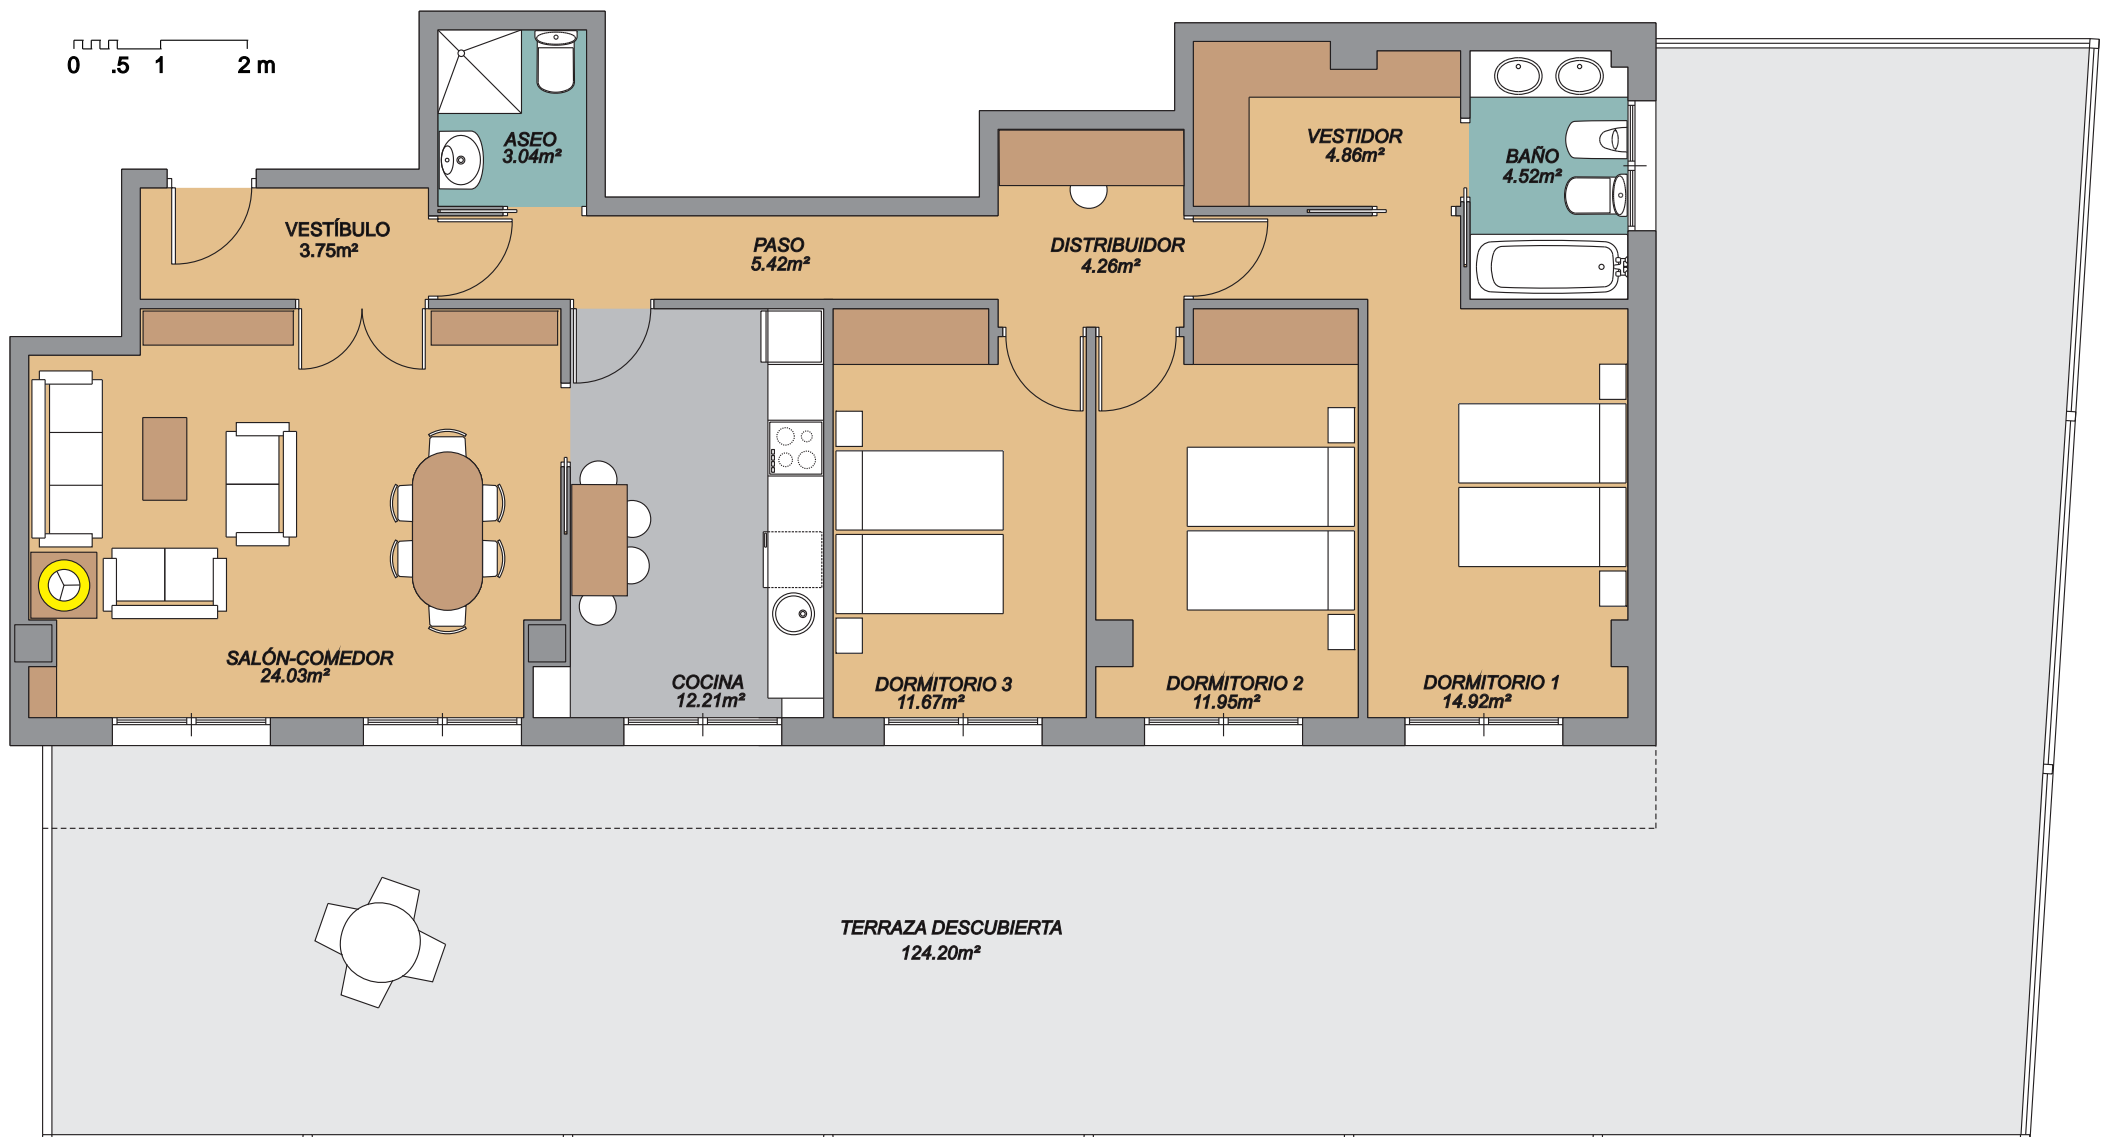 0 .5 1 2 m
ASEO
3.04m²
VESTIDOR
4.86m²
BAÑO
4.52m²
VESTÍBULO
3.75m²
PASO
5.42m²
DISTRIBUIDOR
4.26m²
SALÓN-COMEDOR
24.03m²
COCINA
12.21m²
DORMITORIO 3
11.67m²
DORMITORIO 2
11.95m²
DORMITORIO 1
14.92m²
TERRAZA DESCUBIERTA
124.20m²